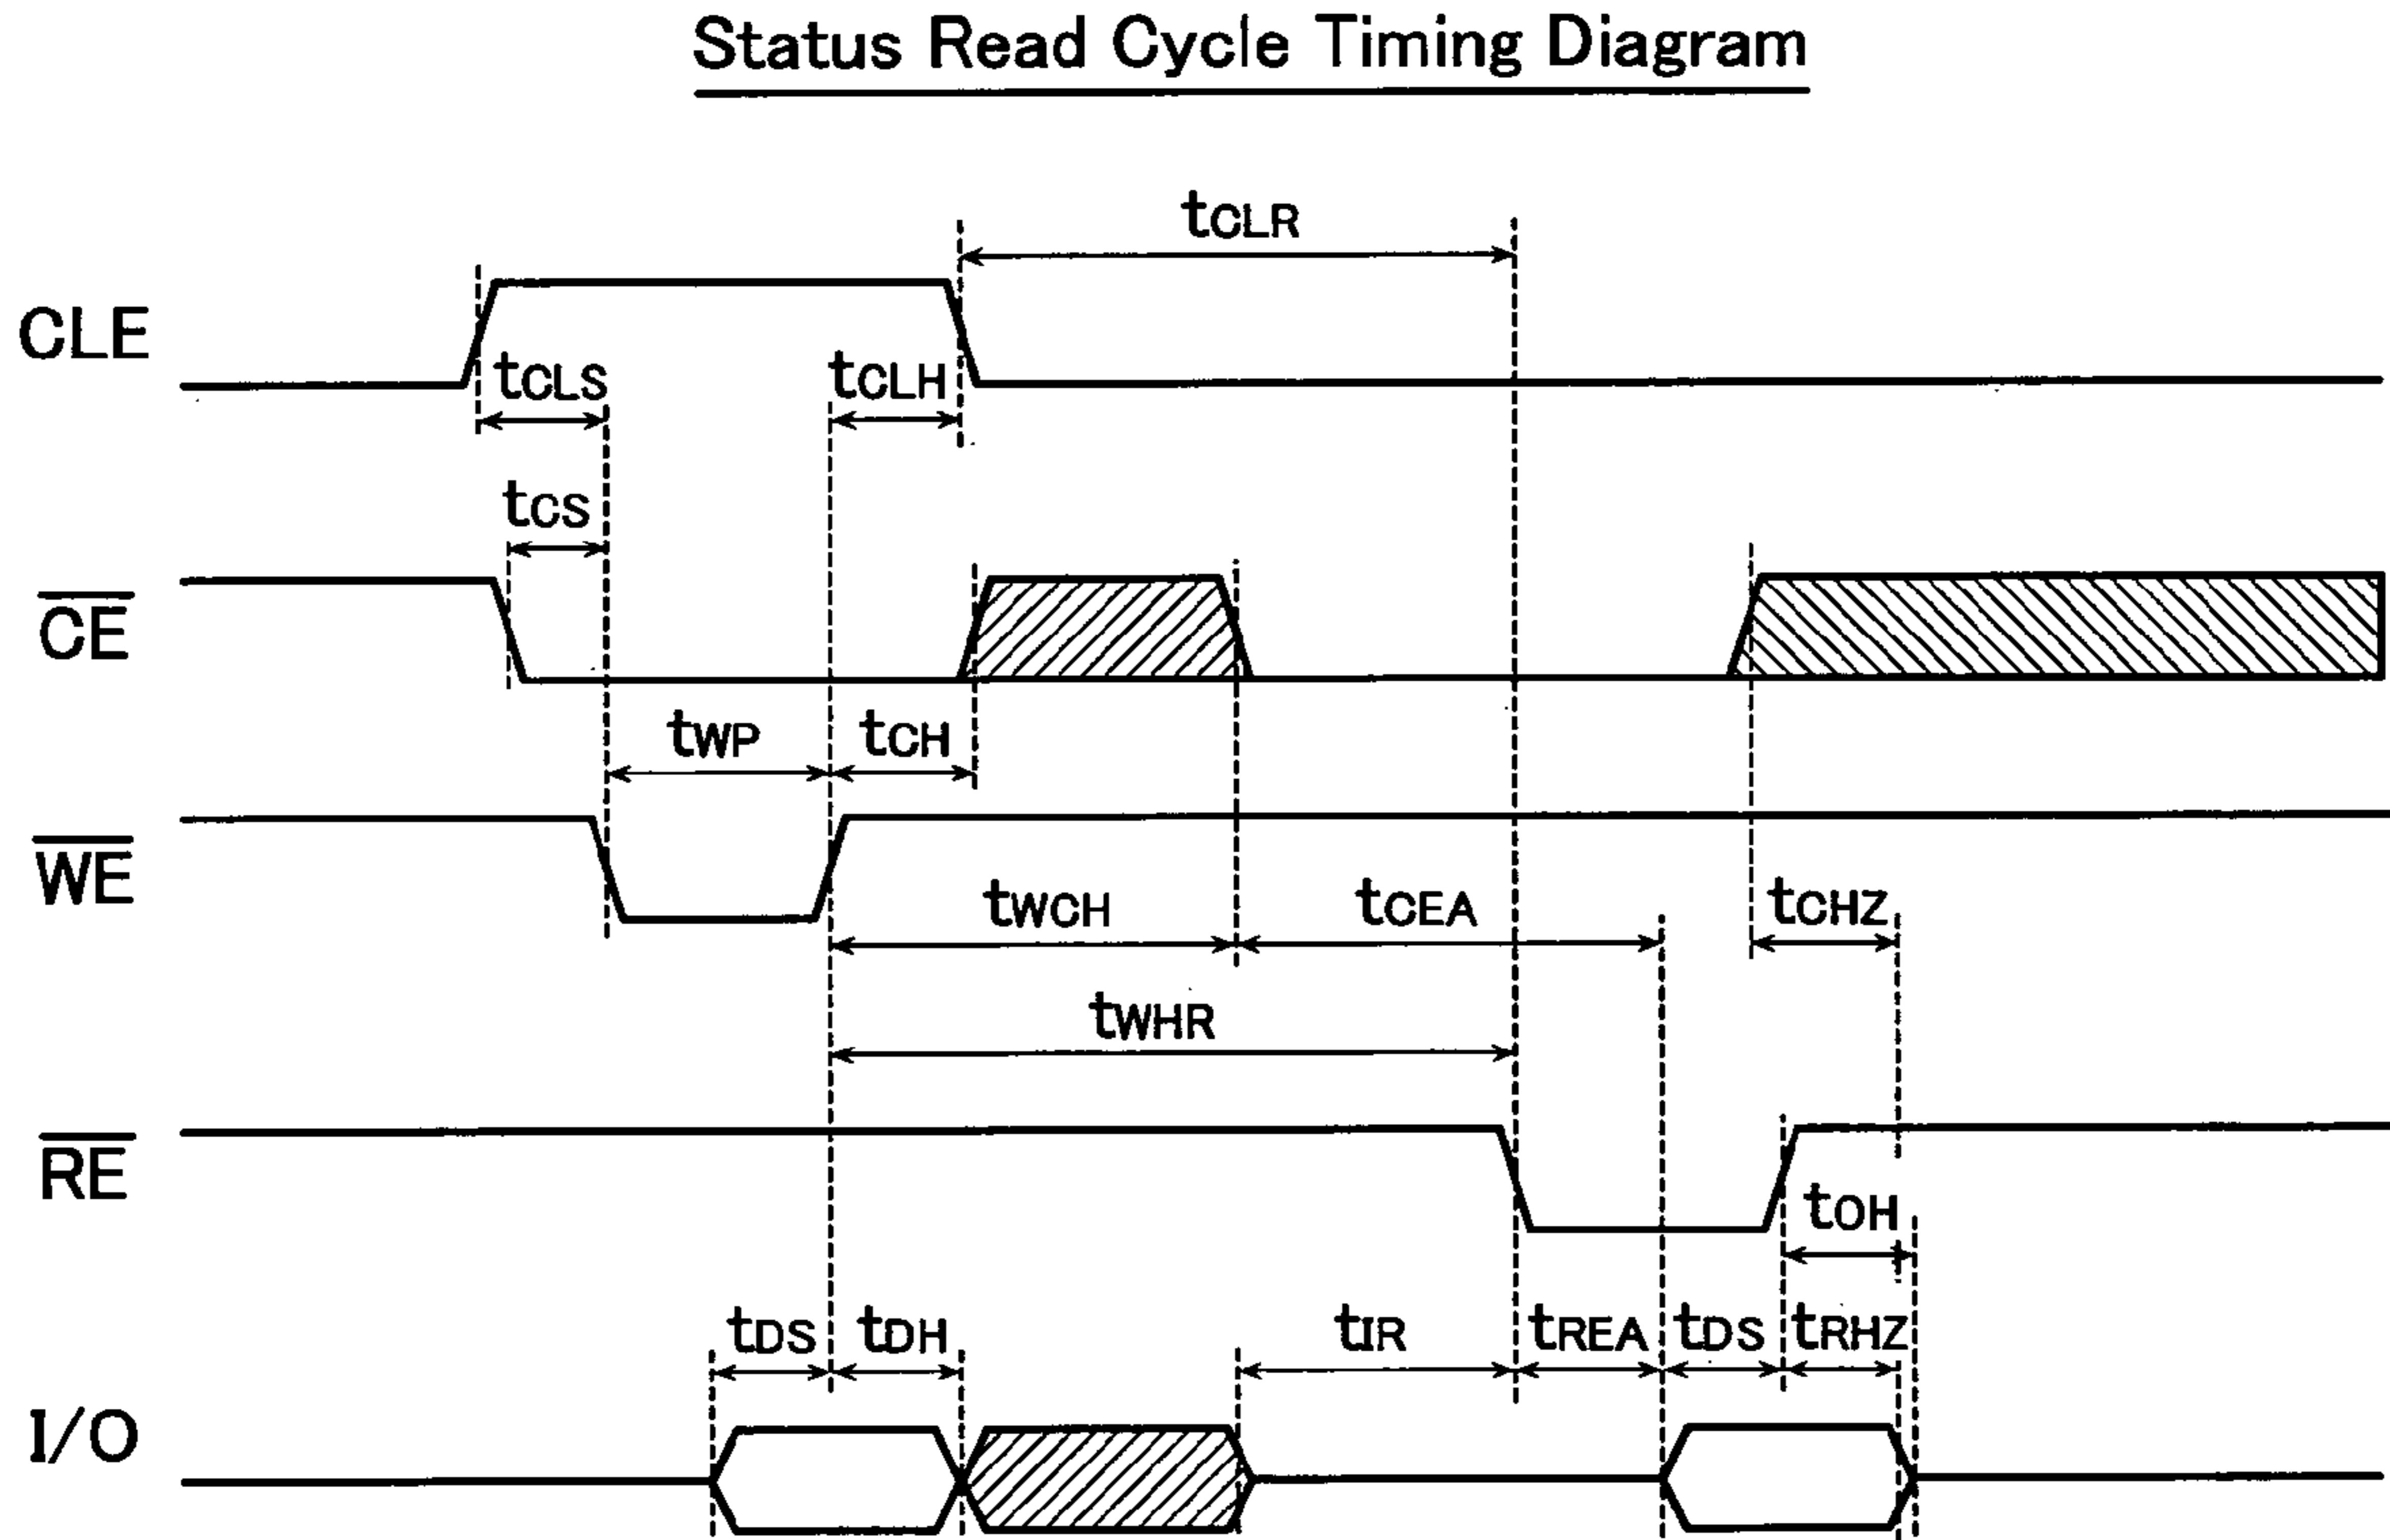 Status Read Cycle Timing Diagram
tCLR
CLE
tCLS
tCLH
tCS
CE
tWP
tCH
WE
tWCH
tCEA
tCHZ
tWHR
RE
tOH
tDS
tDH
tIR
tREA
tDS
tRHZ
I/O